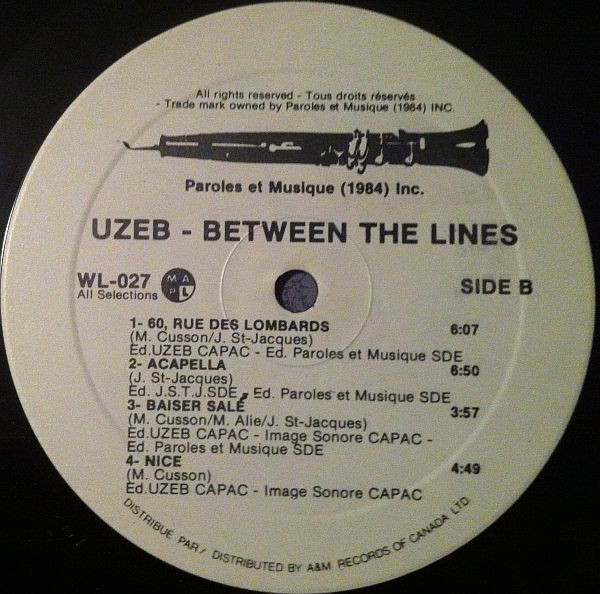 All rights reserved - Tous droits réservés
- Trade mark owned by Paroles et Musique (1984) INC.
Paroles et Musique (1984) Inc.
UZEB - BETWEEN THE LINES
WL-027
All Selections
M A
P L
SIDE B
1- 60, RUE DES LOMBARDS 6:07
(M. Cusson/J. St-Jacques)
Ed.UZEB CAPAC - Ed. Paroles et Musique SDE
2- ACAPELLA 6:50
(J. St-Jacques)
Ed. J.S.T.J.SDE - Ed. Paroles et Musique SDE
3- BAISER SALÉ 3:57
(M. Cusson/M. Alie/J. St-Jacques)
Ed.UZEB CAPAC - Image Sonore CAPAC -
Ed. Paroles et Musique SDE
4- NICE 4:49
(M. Cusson)
Ed.UZEB CAPAC - Image Sonore CAPAC
DISTRIBUE PAR / DISTRIBUTED BY A&M RECORDS OF CANADA LTD